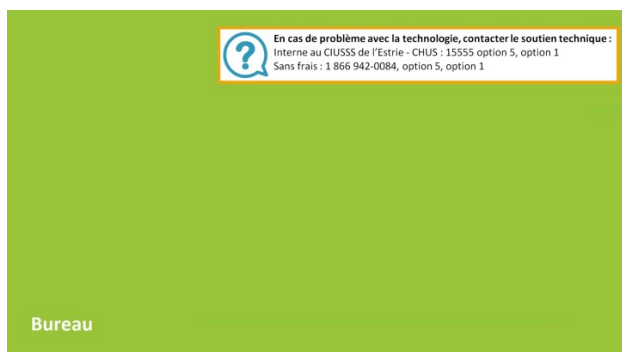 En cas de problème avec la technologie, contacter le soutien technique :
Interne au CIUSSS de l'Estrie - CHUS : 15555 option 5, option 1
Sans frais : 1 866 942-0084, option 5, option 1
Bureau